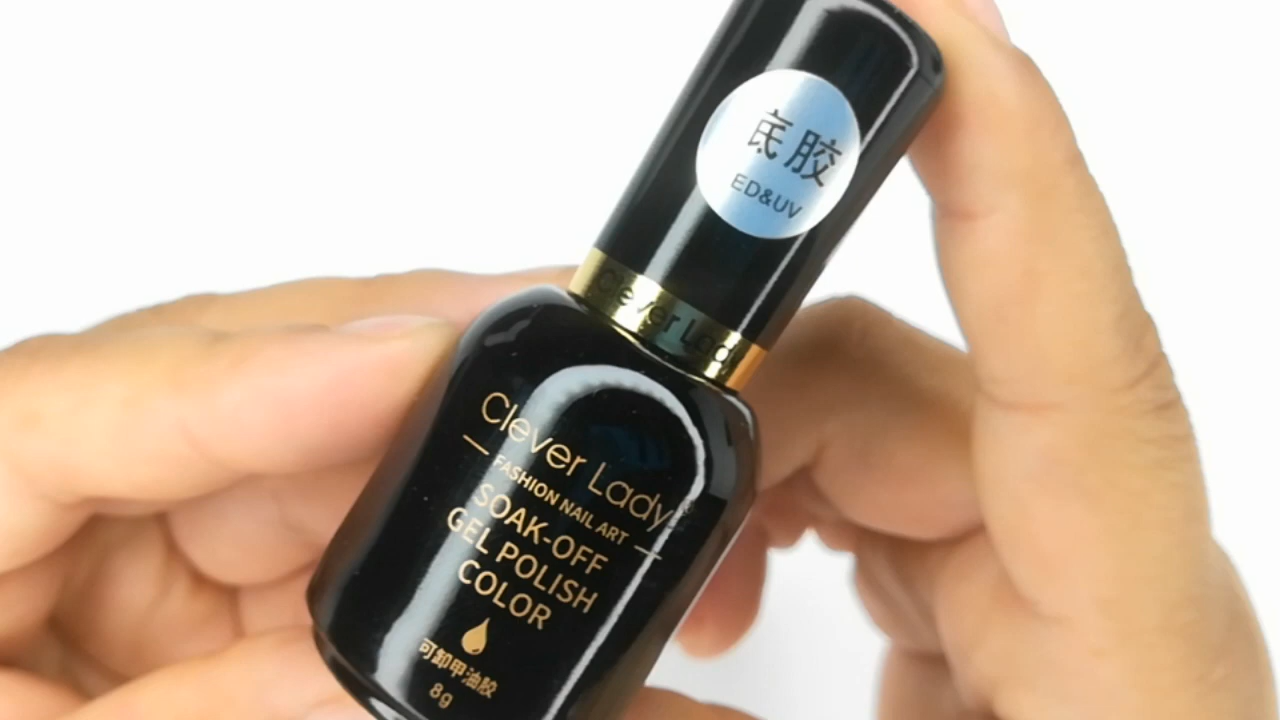 底胶
ED&UV
Clever Lady
Clever Lady
FASHION NAIL ART
SOAK-OFF
GEL POLISH
COLOR
可卸甲油胶
8g